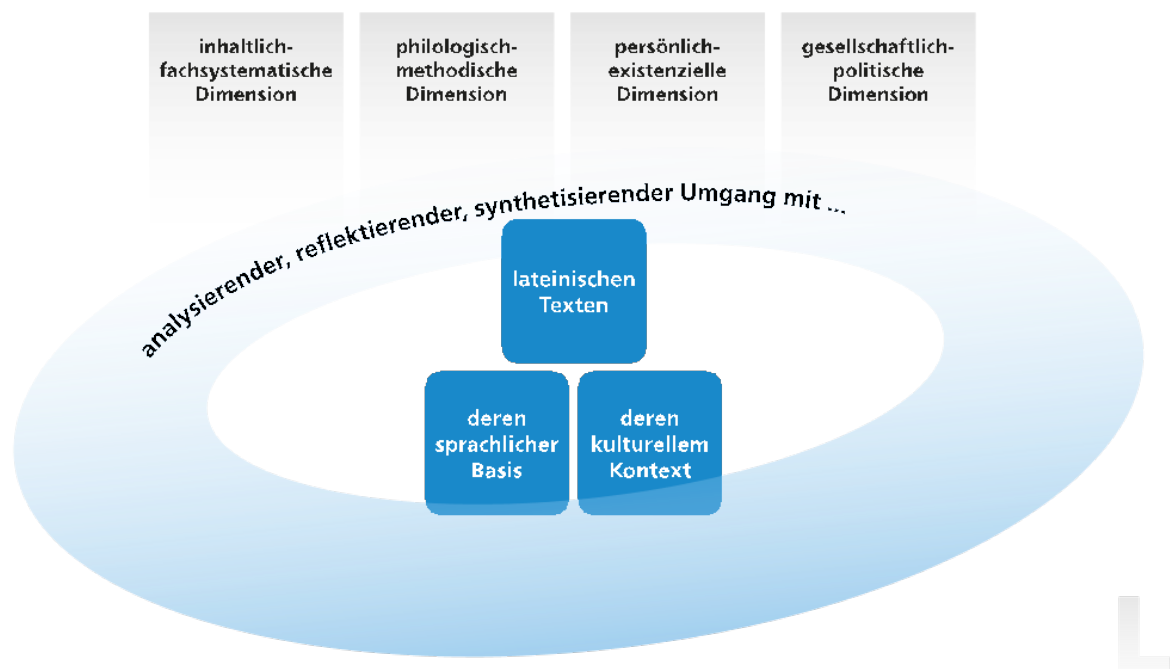 inhaltlich-
fachsystematische
Dimension
philologisch-
methodische
Dimension
persönlich-
existenzielle
Dimension
gesellschaftlich-
politische
Dimension
analysierender, reflektierender, synthetisierender Umgang mit ...
lateinischen
Texten
deren
sprachlicher
Basis
deren
kulturellem
Kontext
L